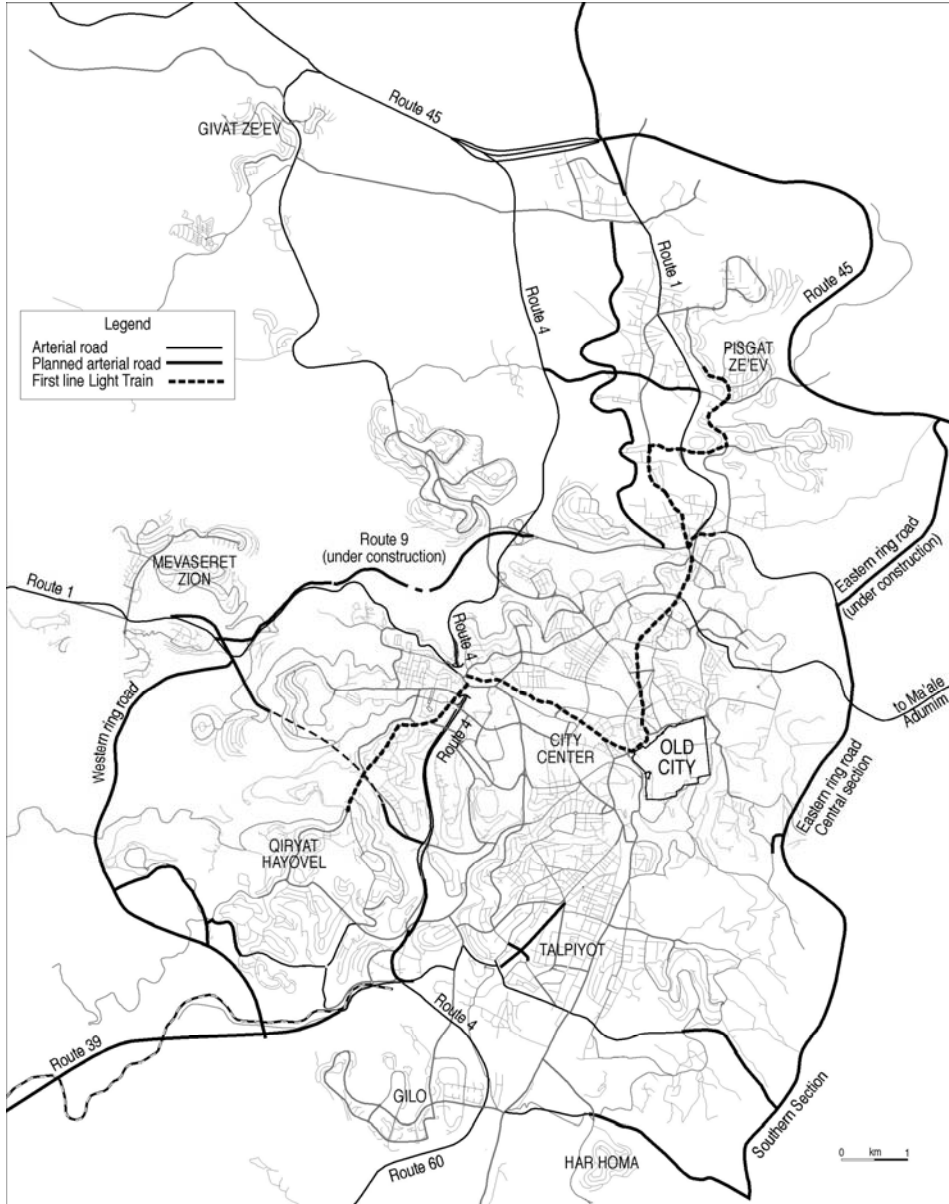 Route 45
GIVAT ZE'EV
Route 1
Route 45
Route 4
Legend
Arterial road
Planned arterial road
First line Light Train
PISGAT
ZE'EV
Route 9
(under construction)
MEVASERET
ZION
Route 1
Eastern ring road
(under construction)
Route 4
to Ma'ale
Adumim
Western ring road
Route 4
CITY
CENTER
OLD
CITY
Eastern ring road
Central section
QIRYAT
HAYOVEL
TALPIYOT
Route 4
Route 39
GILO
Southern Section
HAR HOMA
Route 60
0 km 1